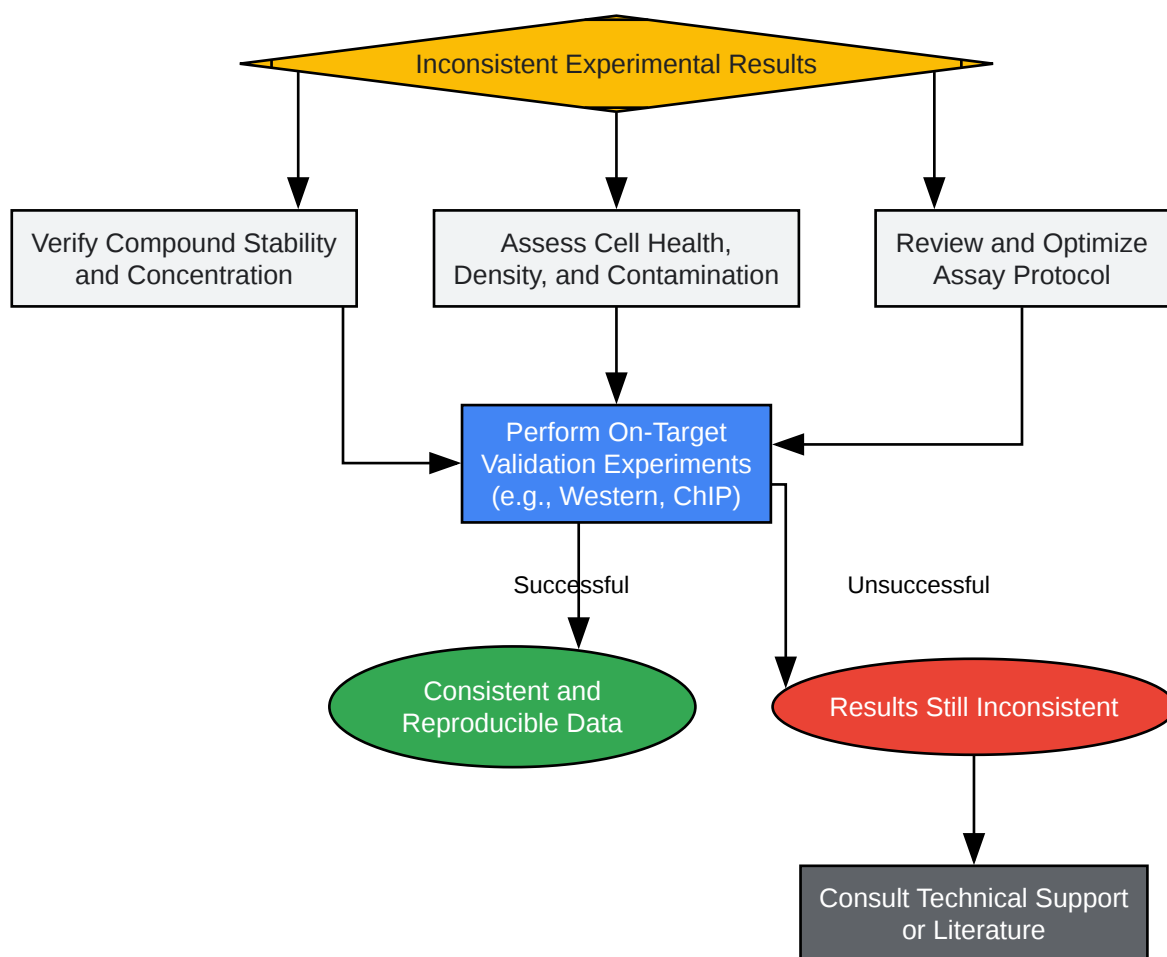 Inconsistent Experimental Results
Verify Compound Stability
and Concentration
Assess Cell Health,
Density, and Contamination
Review and Optimize
Assay Protocol
Perform On-Target
Validation Experiments
(e.g., Western, ChIP)
Successful
Unsuccessful
Consistent and
Reproducible Data
Results Still Inconsistent
Consult Technical Support
or Literature